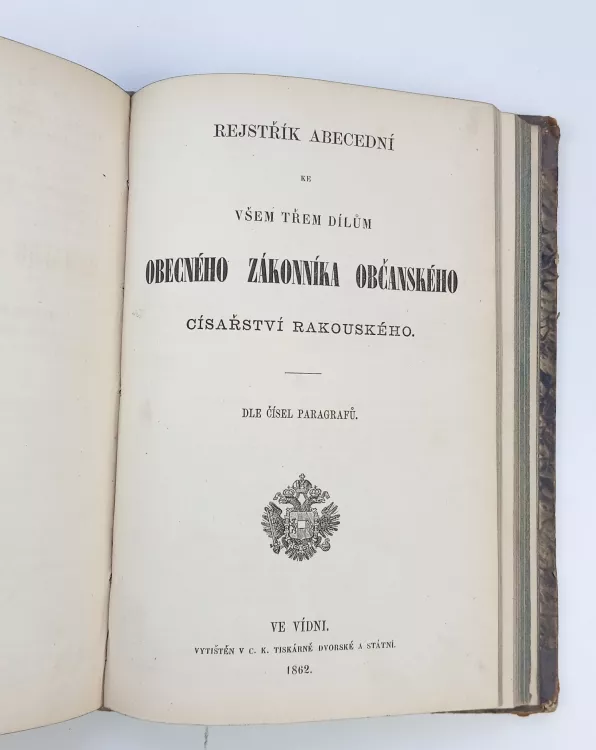 REJSTŘÍK ABECEDNÍ
KE
VŠEM TŘEM DÍLŮM
OBECNÉHO ZÁKONNÍKA OBČANSKÉHO
CÍSAŘSTVÍ RAKOUSKÉHO.
DLE ČÍSEL PARAGRAFŮ.
VE VÍDNI.
VYTIŠTĚN V C. K. TISKÁRNĚ DVORSKÉ A STÁTNÍ.
1862.